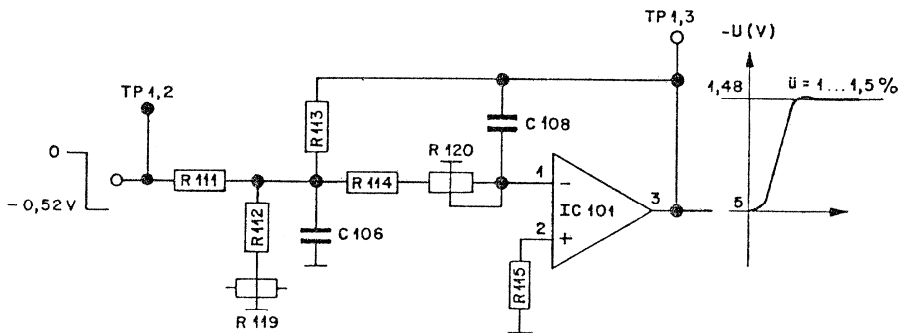 TP 1,3
-U (V)
TP 1,2
1,48
ü = 1 ... 1,5 %
R 113
C 108
0
R 120
R 111
R 114
1
-
IC 101
3
- 0,52 V
R 112
C 106
2
+
5
R 115
R 119